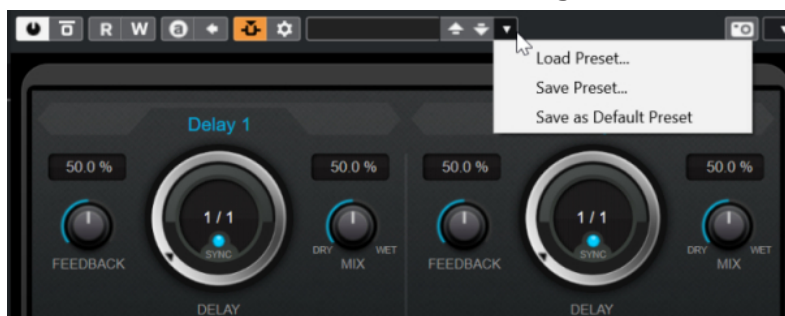 R W a
Load Preset...
Save Preset...
Save as Default Preset
Delay 1
50.0 % 50.0 % 50.0 % 50.0 %
1 / 1 1 / 1
SYNC SYNC
DRY WET DRY WET
FEEDBACK MIX FEEDBACK MIX
DELAY DELAY